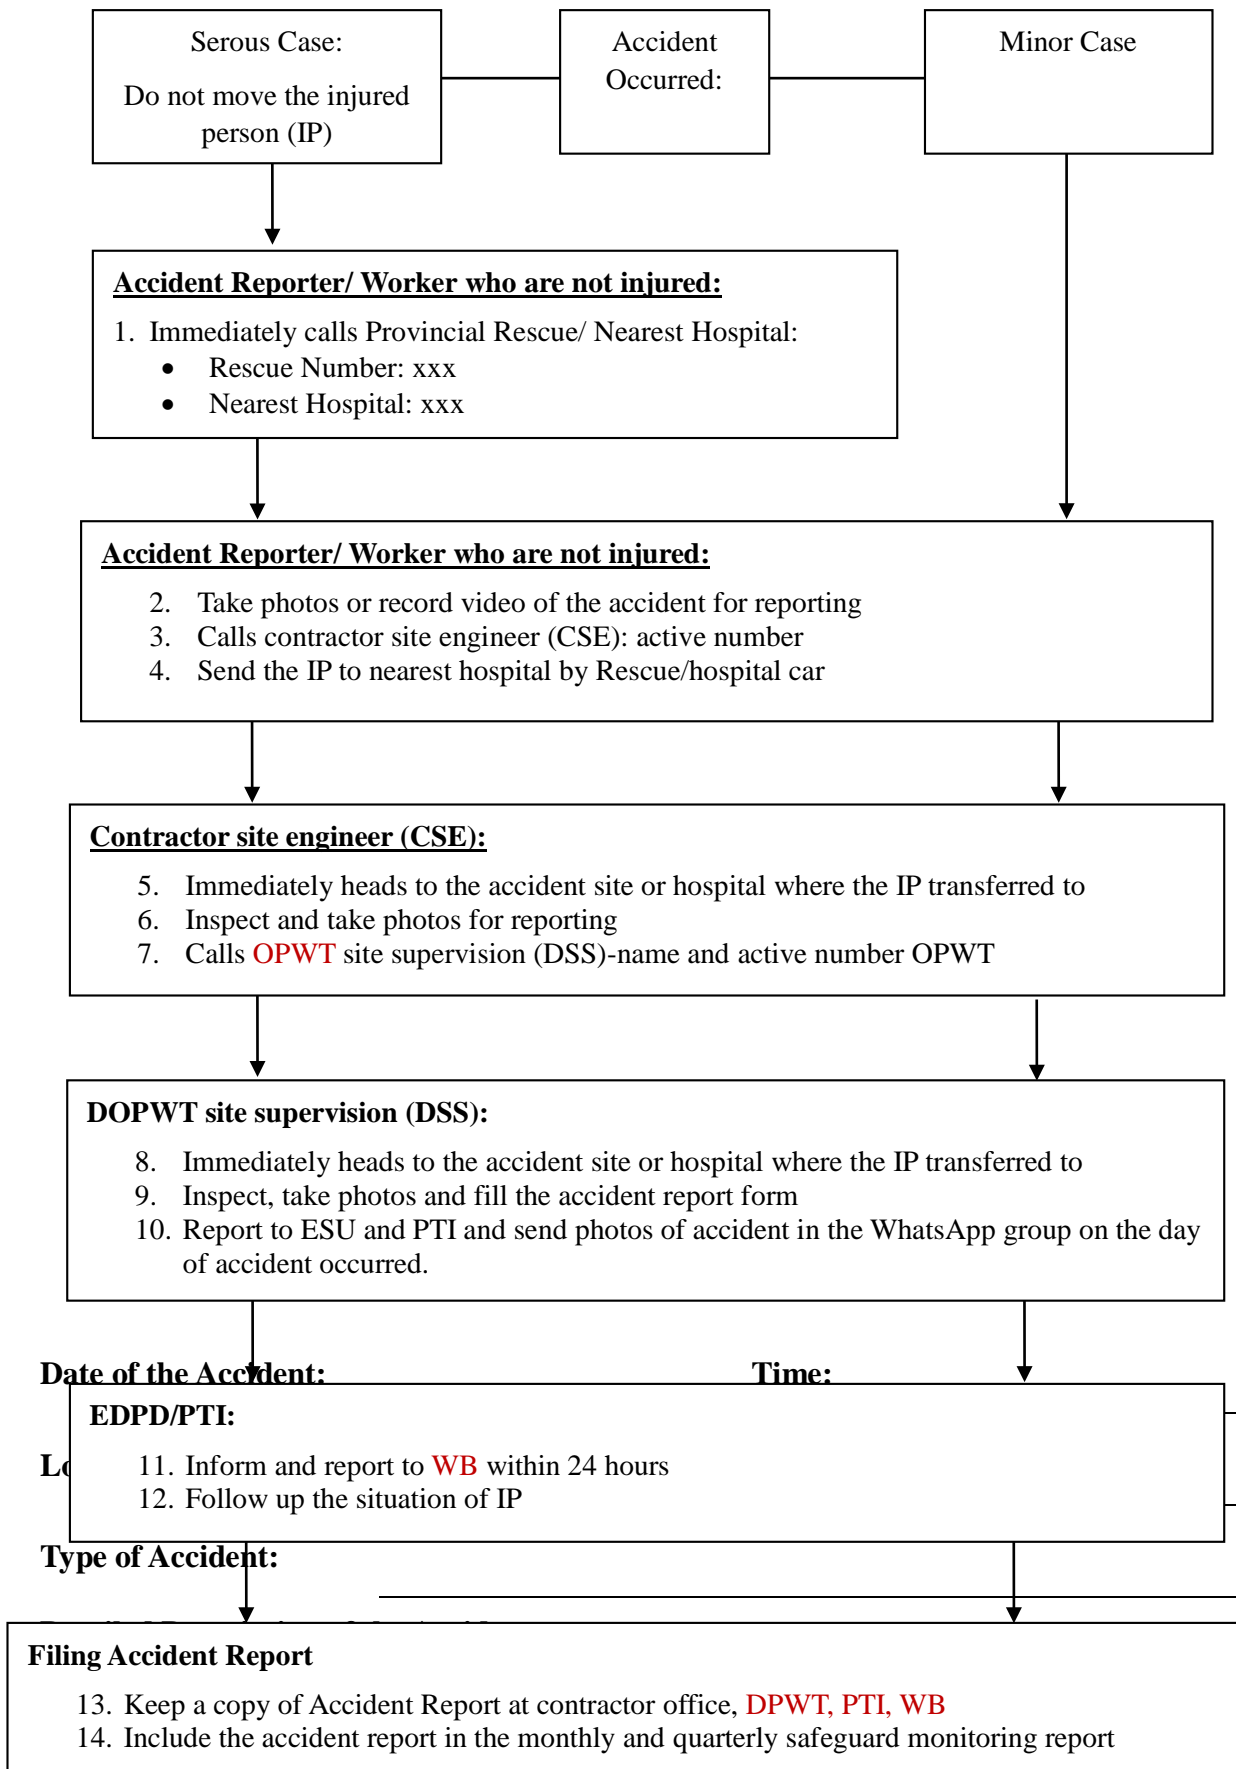 Serous Case:
Do not move the injured
person (IP)
Accident
Occurred:
Minor Case
Accident Reporter/ Worker who are not injured:
1. Immediately calls Provincial Rescue/ Nearest Hospital:
• Rescue Number: xxx
• Nearest Hospital: xxx
Accident Reporter/ Worker who are not injured:
2. Take photos or record video of the accident for reporting
3. Calls contractor site engineer (CSE): active number
4. Send the IP to nearest hospital by Rescue/hospital car
Contractor site engineer (CSE):
5. Immediately heads to the accident site or hospital where the IP transferred to
6. Inspect and take photos for reporting
7. Calls OPWT site supervision (DSS)-name and active number OPWT
DOPWT site supervision (DSS):
8. Immediately heads to the accident site or hospital where the IP transferred to
9. Inspect, take photos and fill the accident report form
10. Report to ESU and PTI and send photos of accident in the WhatsApp group on the day
of accident occurred.
Date of the Accident: Time:
EDPD/PTI:
11. Inform and report to WB within 24 hours
12. Follow up the situation of IP
Type of Accident:
Filing Accident Report
13. Keep a copy of Accident Report at contractor office, DPWT, PTI, WB
14. Include the accident report in the monthly and quarterly safeguard monitoring report